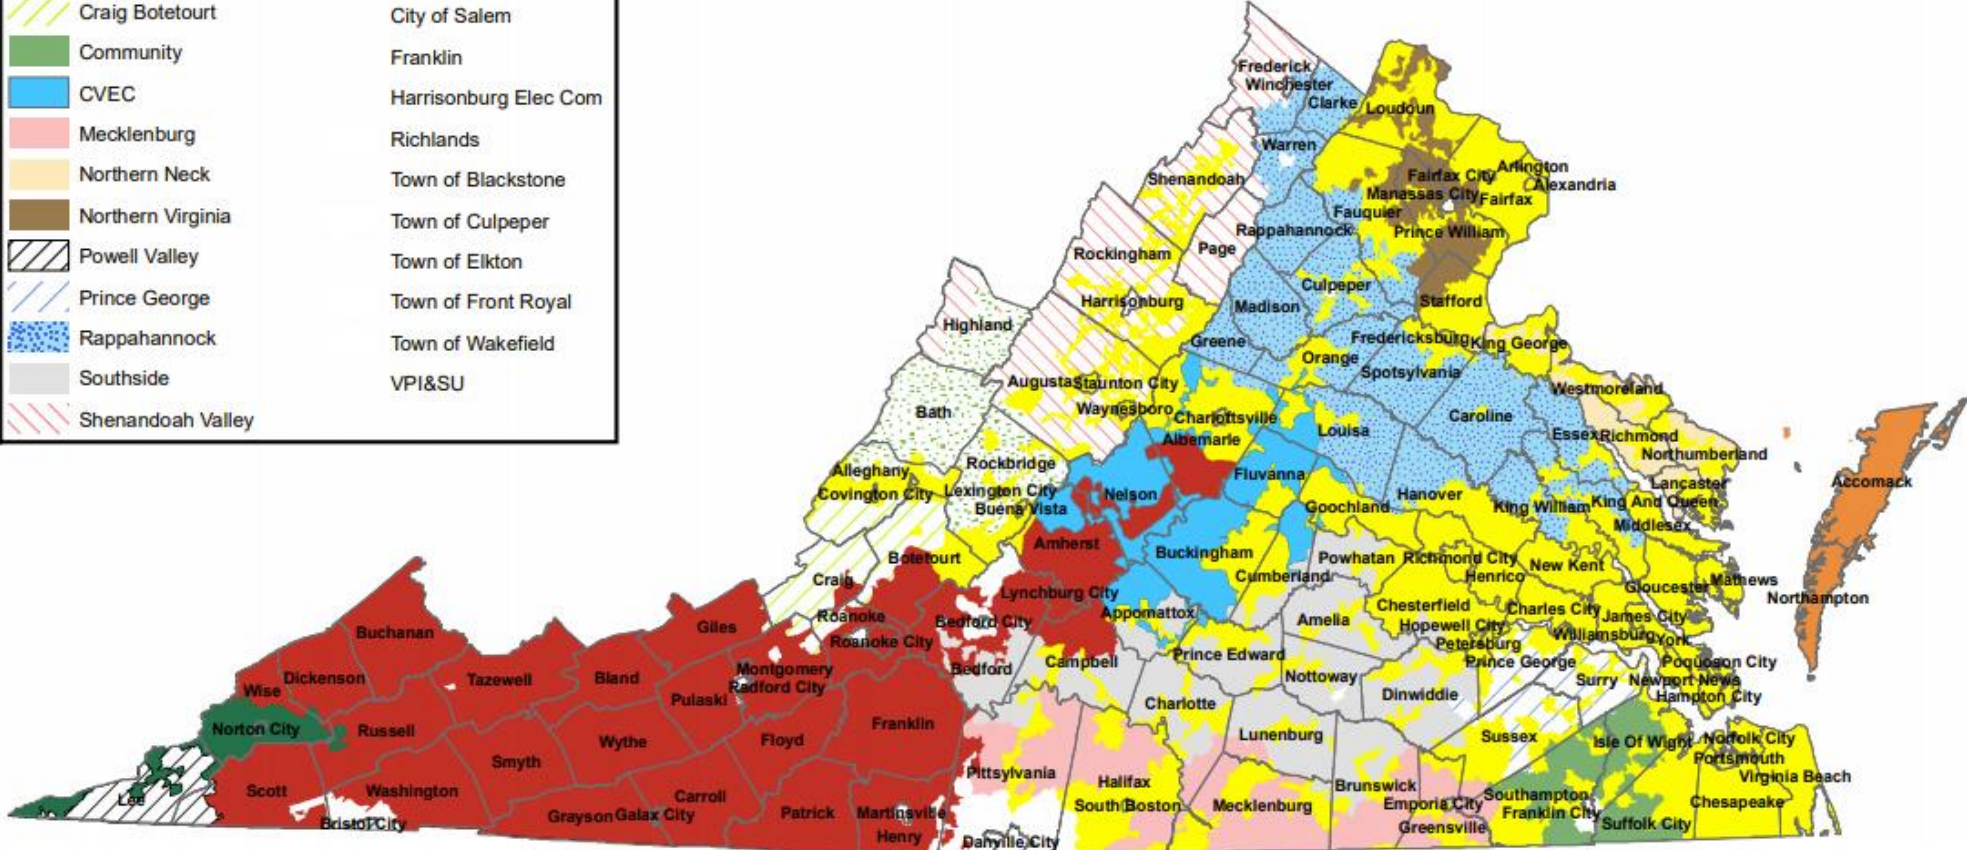 Craig Botetourt
Community
CVEC
Mecklenburg
Northern Neck
Northern Virginia
Powell Valley
Prince George
Rappahannock
Southside
Shenandoah Valley
City of Salem
Franklin
Harrisonburg Elec Com
Richlands
Town of Blackstone
Town of Culpeper
Town of Elkton
Town of Front Royal
Town of Wakefield
VPI&SU
Frederick
Winchester
Clarke
Loudoun
Warren
Shenandoah
Fairfax City
Arlington
Alexandria
Manassas City
Fairfax
Fauquier
Rappahannock
Prince William
Page
Rockingham
Culpeper
Harrisonburg
Madison
Stafford
Highland
Greene
Fredericksburg
King George
Orange
Spotsylvania
Augusta
Staunton City
Westmoreland
Bath
Waynesboro
Charlottsville
Caroline
Louisa
Albemarle
Essex
Richmond
Northumberland
Alleghany
Rockbridge
Fluvanna
Covington City
Lexington City
Nelson
Hanover
Lancaster
Accomack
Buena Vista
Goochland
King William
King And Queen
Middlesex
Amherst
Buckingham
Powhatan
Richmond City
New Kent
Botetourt
Henrico
Cumberland
Craig
Gloucester
Mathews
Lynchburg City
Northampton
Appomattox
Chesterfield
Charles City
James City
Roanoke
Bedford City
Amelia
Hopewell City
Buchanan
Giles
Roanoke City
Petersburg
Williamsburg
York
Prince Edward
Prince George
Poquoson City
Bedford
Campbell
Montgomery
Nottoway
Surry
Newport News
Dickenson
Tazewell
Bland
Radford City
Hampton City
Wise
Pulaski
Charlotte
Dinwiddie
Norton City
Russell
Wythe
Floyd
Franklin
Lunenburg
Sussex
Isle Of Wight
Norfolk City
Portsmouth
Smyth
Pittsylvania
Halifax
Brunswick
Virginia Beach
Scott
Washington
Carroll
Southampton
Lee
South Boston
Mecklenburg
Emporia City
Chesapeake
Grayson
Galax City
Patrick
Martinsville
Franklin City
Bristol City
Henry
Danville City
Greensville
Suffolk City